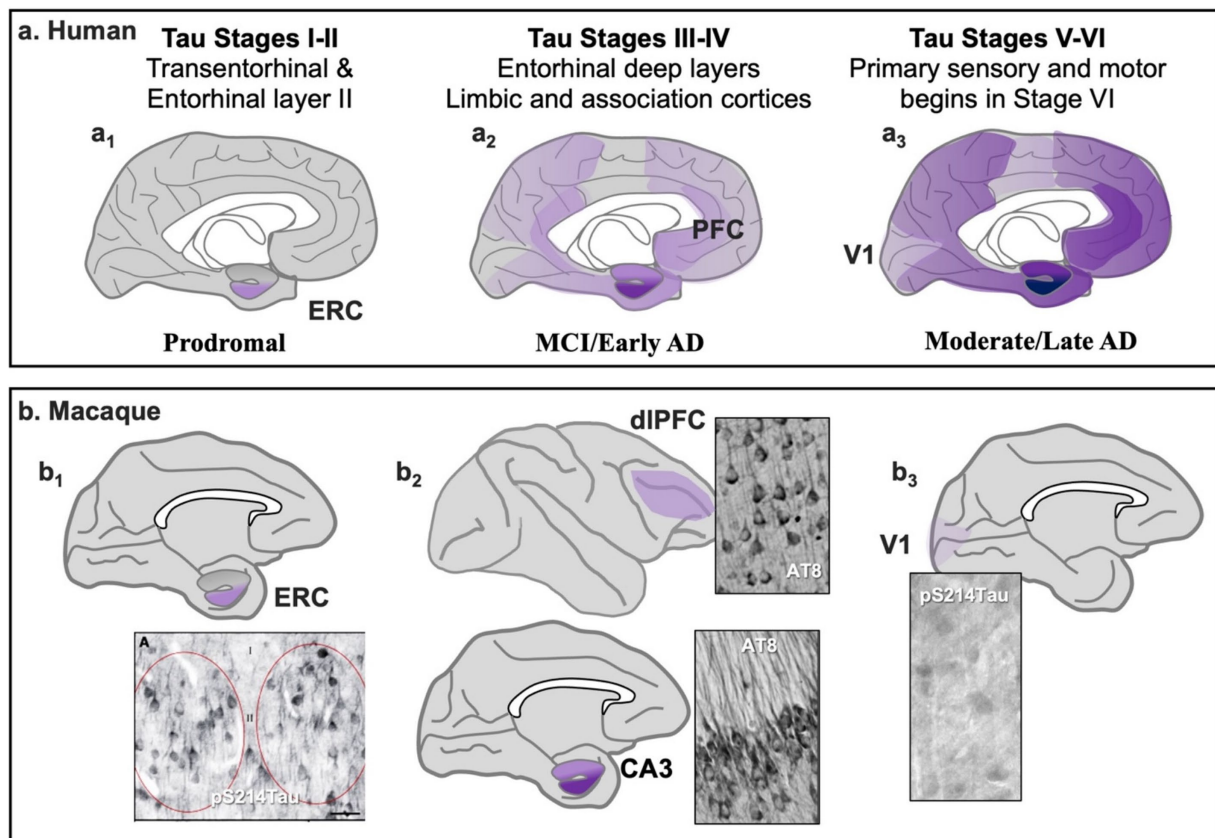 a. Human
Tau Stages I-II
Transentorhinal &
Entorhinal layer II
Tau Stages III-IV
Entorhinal deep layers
Limbic and association cortices
Tau Stages V-VI
Primary sensory and motor
begins in Stage VI
a1
ERC
Prodromal
a2
PFC
MCI/Early AD
a3
V1
Moderate/Late AD
b. Macaque
b1
ERC
A
I
II
pS214Tau
b2
dlPFC
AT8
CA3
AT8
b3
V1
pS214Tau